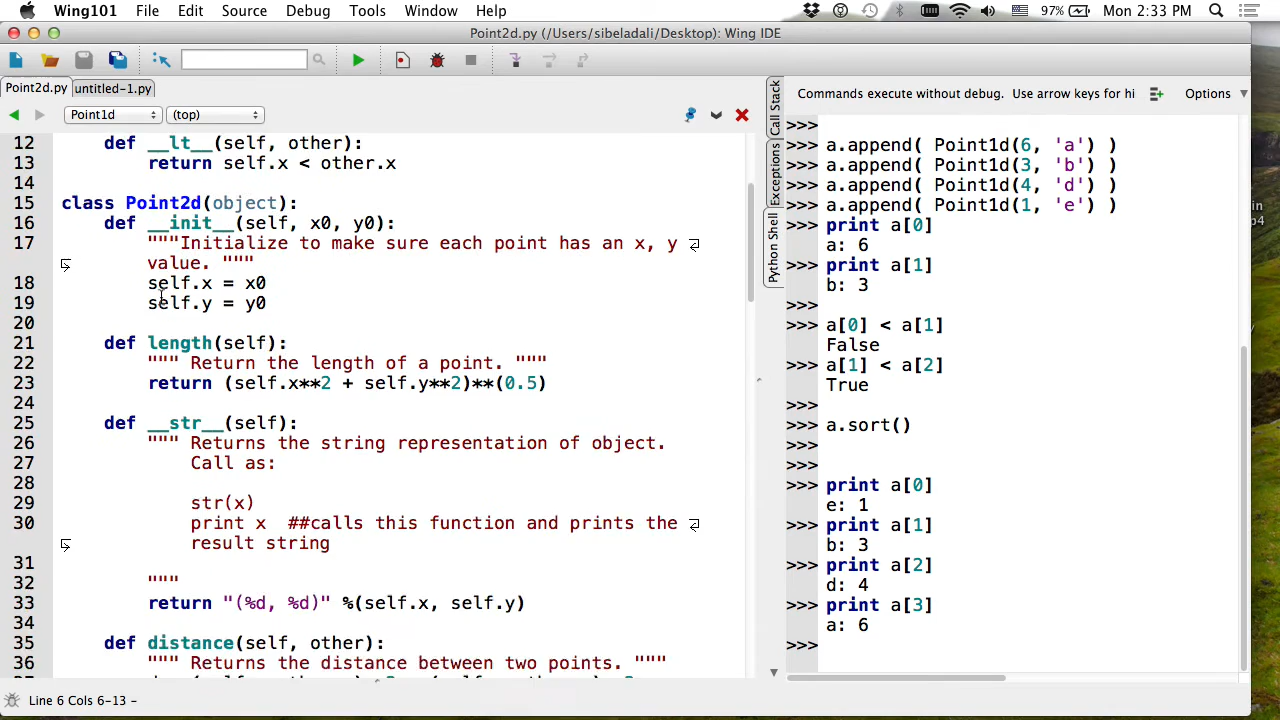 Wing101 File Edit Source Debug Tools Window Help 97% Mon 2:33 PM
Point2d.py (/Users/sibeladali/Desktop): Wing IDE
Point2d.py untitled-1.py
Point1d (top)
12 def __lt__(self, other):
13 return self.x < other.x
14
15 class Point2d(object):
16 def __init__(self, x0, y0):
17 """Initialize to make sure each point has an x, y
value. """
18 self.x = x0
19 self.y = y0
20
21 def length(self):
22 """ Return the length of a point. """
23 return (self.x**2 + self.y**2)**(0.5)
24
25 def __str__(self):
26 """ Returns the string representation of object.
27 Call as:
28
29 str(x)
30 print x ##calls this function and prints the
result string
31
32 """
33 return "(%d, %d)" %(self.x, self.y)
34
35 def distance(self, other):
36 """ Returns the distance between two points. """
Line 6 Cols 6-13 -
Call Stack
Exceptions
Python Shell
Commands execute without debug. Use arrow keys for hi Options
>>>
>>> a.append( Point1d(6, 'a') )
>>> a.append( Point1d(3, 'b') )
>>> a.append( Point1d(4, 'd') )
>>> a.append( Point1d(1, 'e') )
>>> print a[0]
a: 6
>>> print a[1]
b: 3
>>>
>>> a[0] < a[1]
False
>>> a[1] < a[2]
True
>>>
>>> a.sort()
>>>
>>>
>>> print a[0]
e: 1
>>> print a[1]
b: 3
>>> print a[2]
d: 4
>>> print a[3]
a: 6
>>>